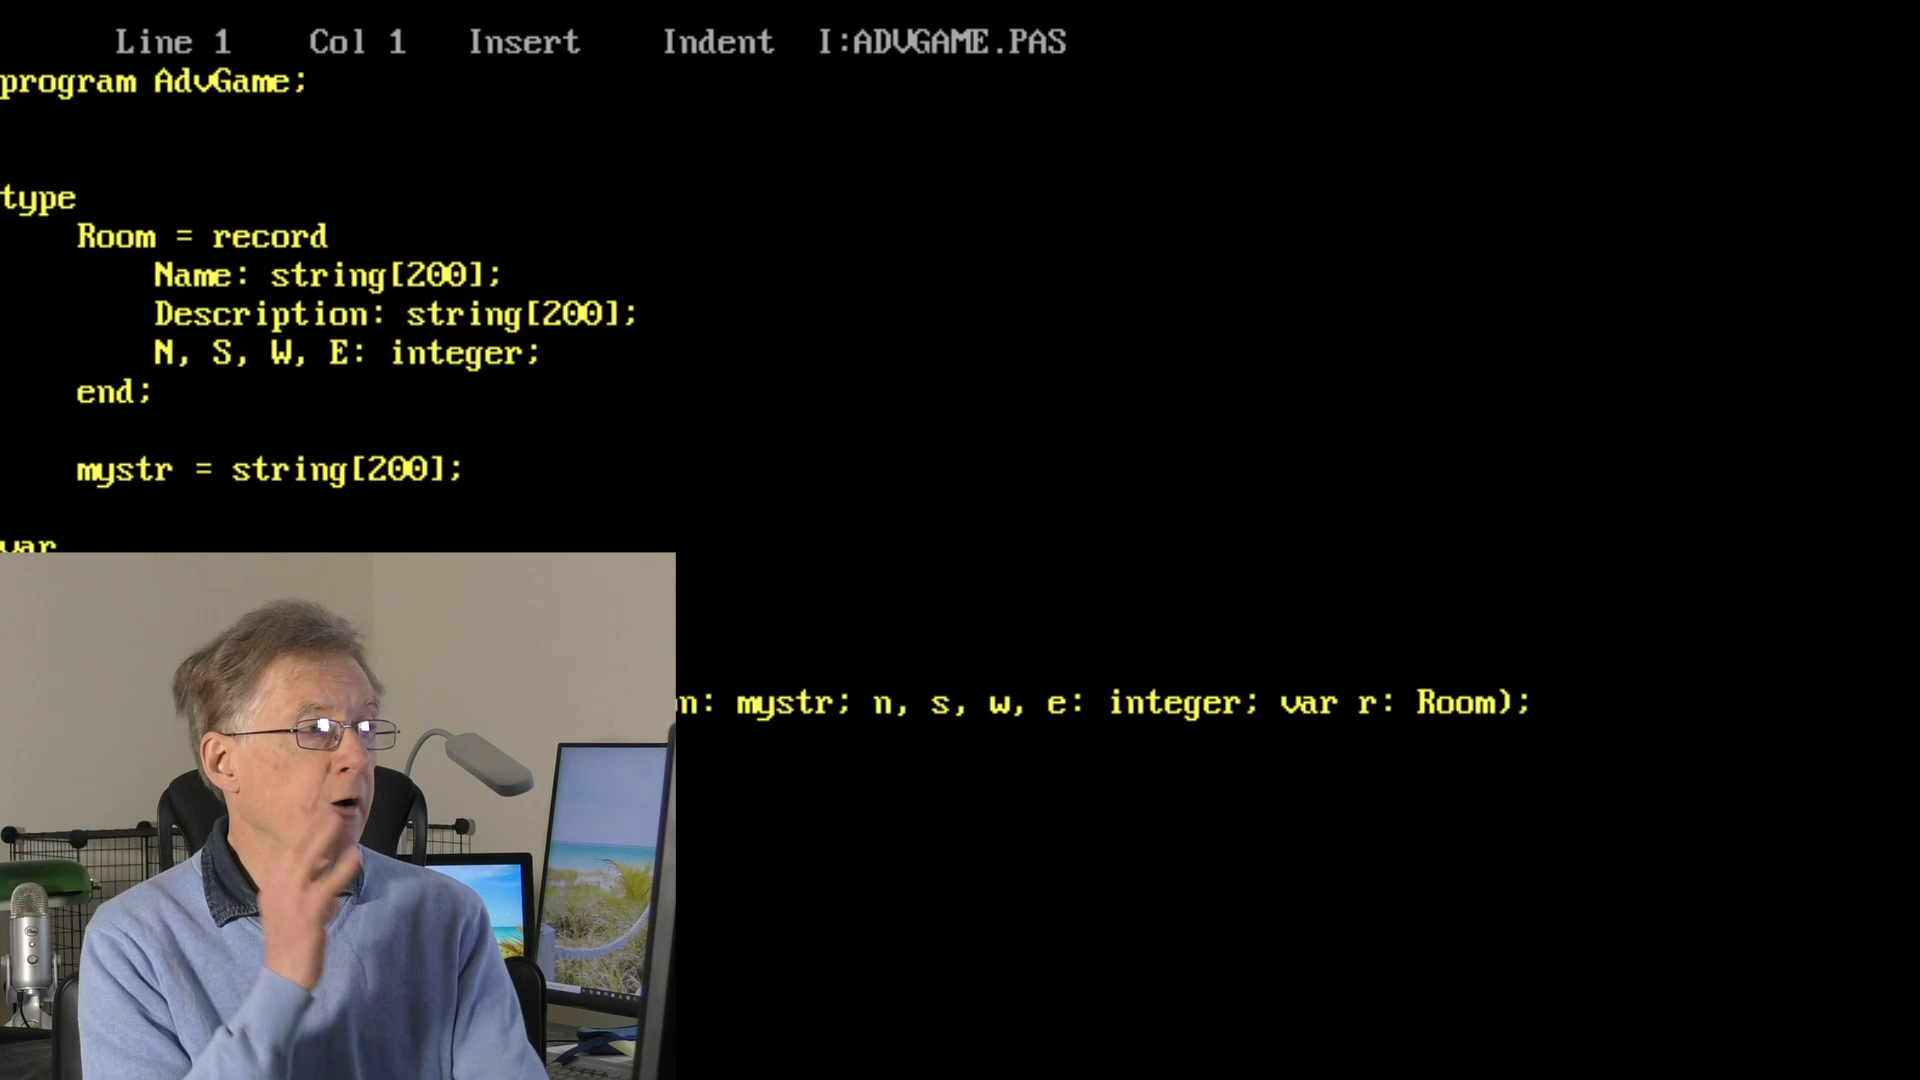 Line 1 Col 1 Insert Indent I:ADVGAME.PAS
program AdvGame;
type
Room = record
Name: string[200];
Description: string[200];
N, S, W, E: integer;
end;
mystr = string[200];
var
n: mystr; n, s, w, e: integer; var r: Room);